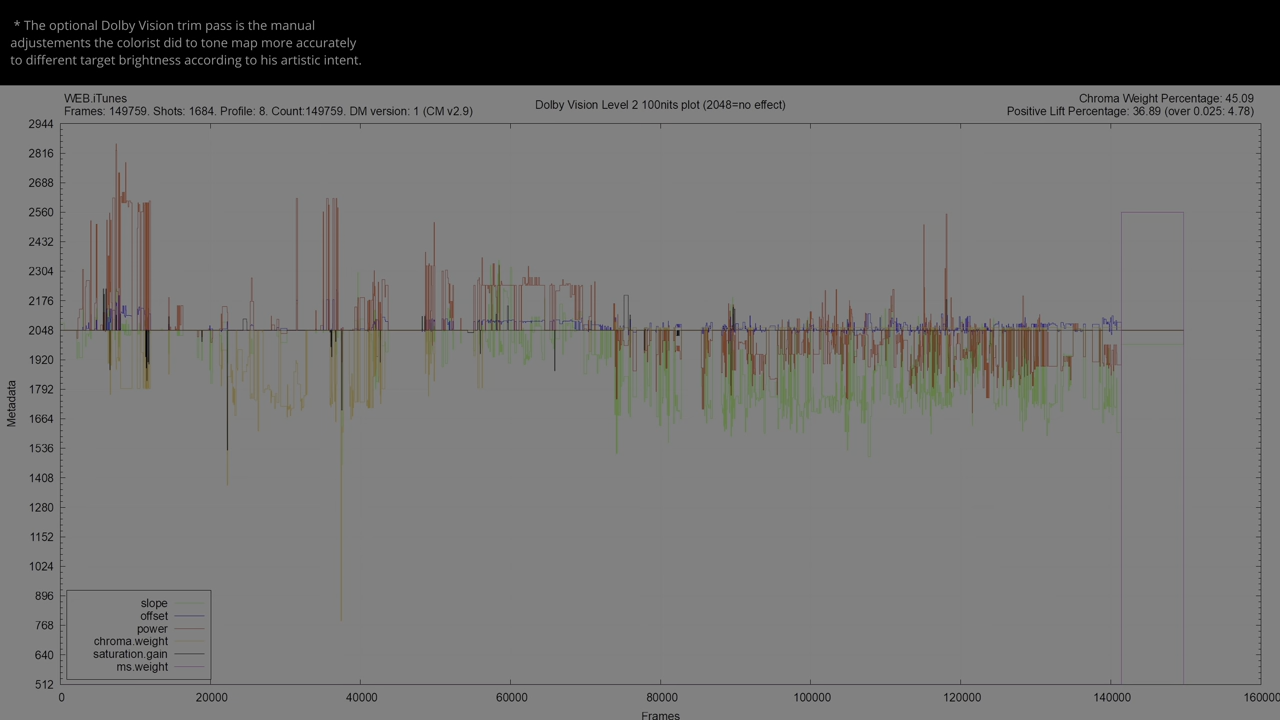 * The optional Dolby Vision trim pass is the manual
adjustements the colorist did to tone map more accurately
to different target brightness according to his artistic intent.
WEB.iTunes
Frames: 149759. Shots: 1684. Profile: 8. Count:149759. DM version: 1 (CM v2.9)
Dolby Vision Level 2 100nits plot (2048=no effect)
Chroma Weight Percentage: 45.09
Positive Lift Percentage: 36.89 (over 0.025: 4.78)
2944
2816
2688
2560
2432
2304
2176
2048
1920
1792
1664
1536
1408
1280
1152
1024
896
768
640
512
Metadata
slope
offset
power
chroma.weight
saturation.gain
ms.weight
0 20000 40000 60000 80000 100000 120000 140000 160000
Frames